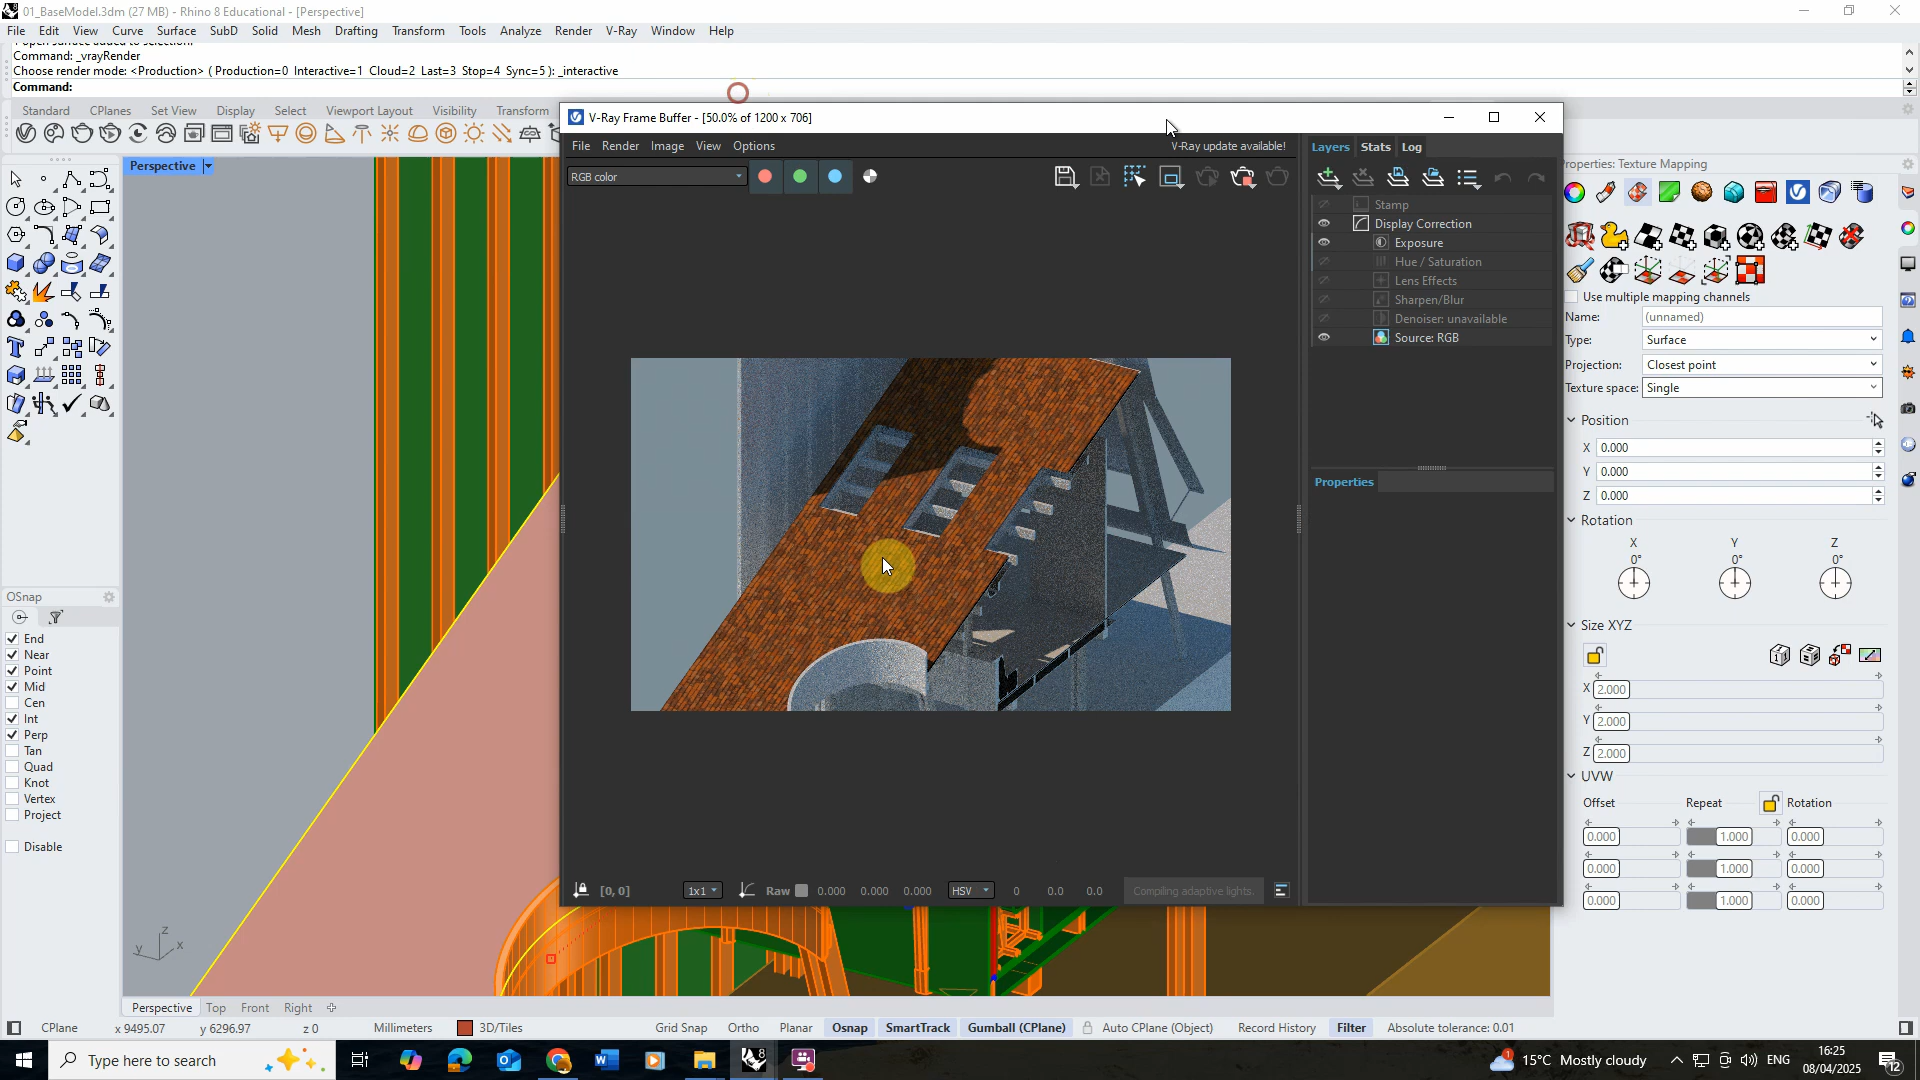 01_BaseModel.3dm (27 MB) - Rhino 8 Educational - [Perspective]
File Edit View Curve Surface SubD Solid Mesh Drafting Transform Tools Analyze Render V-Ray Window Help
1 open surface added to selection.
Command: _vrayRender
Choose render mode: <Production> ( Production=0 Interactive=1 Cloud=2 Last=3 Stop=4 Sync=5 ): _interactive
Command:
Standard CPlanes Set View Display Select Viewport Layout Visibility Transform
V-Ray Frame Buffer - [50.0% of 1200 x 706]
File Render Image View Options
V-Ray update available!
RGB color
Layers Stats Log
Stamp
Display Correction
Exposure
Hue / Saturation
Lens Effects
Sharpen/Blur
Denoiser: unavailable
Source: RGB
Properties
[0, 0]
1x1
Raw 0.000 0.000 0.000
HSV 0 0.0 0.0
Compiling adaptive lights.
Perspective
Properties: Texture Mapping
Use multiple mapping channels
Name: (unnamed)
Type: Surface
Projection: Closest point
Texture space: Single
Position
X 0.000
Y 0.000
Z 0.000
Rotation
X Y Z
0° 0° 0°
Size XYZ
X 2.000
Y 2.000
Z 2.000
UVW
Offset Repeat Rotation
0.000 1.000 0.000
0.000 1.000 0.000
0.000 1.000 0.000
OSnap
End
Near
Point
Mid
Cen
Int
Perp
Tan
Quad
Knot
Vertex
Project
Disable
z
y x
Perspective Top Front Right
CPlane x 9495.07 y 6296.97 z 0 Millimeters 3D/Tiles Grid Snap Ortho Planar Osnap SmartTrack Gumball (CPlane) Auto CPlane (Object) Record History Filter Absolute tolerance: 0.01
Type here to search
15°C Mostly cloudy
ENG
16:25
08/04/2025
12